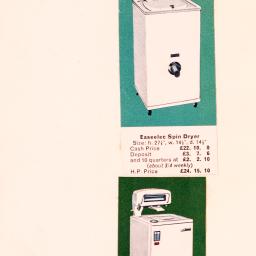 Easeelec Spin Dryer
Size: h. 27½", w. 14½", d. 14½"
Cash Price £22. 10. 0
Deposit £3. 7. 6
and 10 quarters at £2. 2. 10
(about 3/4 weekly)
H.P. Price £24. 15. 10